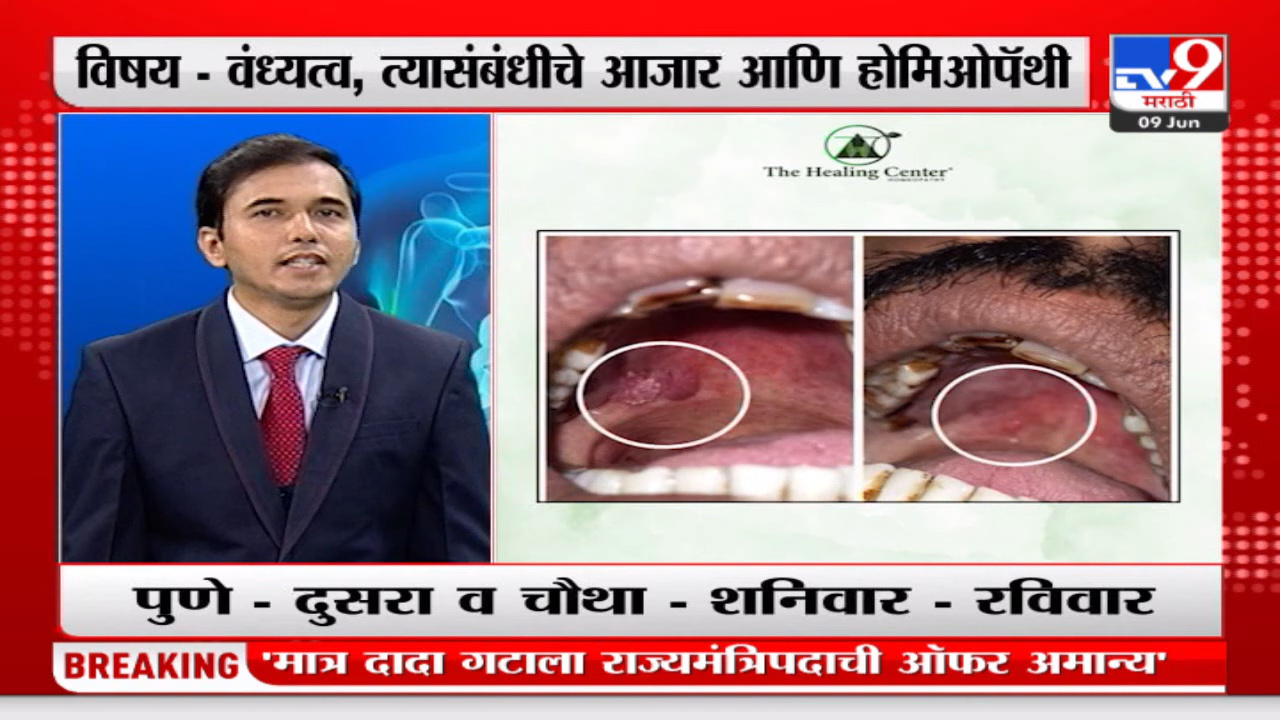 विषय - वंध्यत्व, त्यासंबंधीचे आजार आणि होमिओपॅथी
TV9
मराठी
09 Jun
The Healing Center
HOMEOPATHY
पुणे - दुसरा व चौथा - शनिवार - रविवार
BREAKING 'मात्र दादा गटाला राज्यमंत्रिपदाची ऑफर अमान्य'